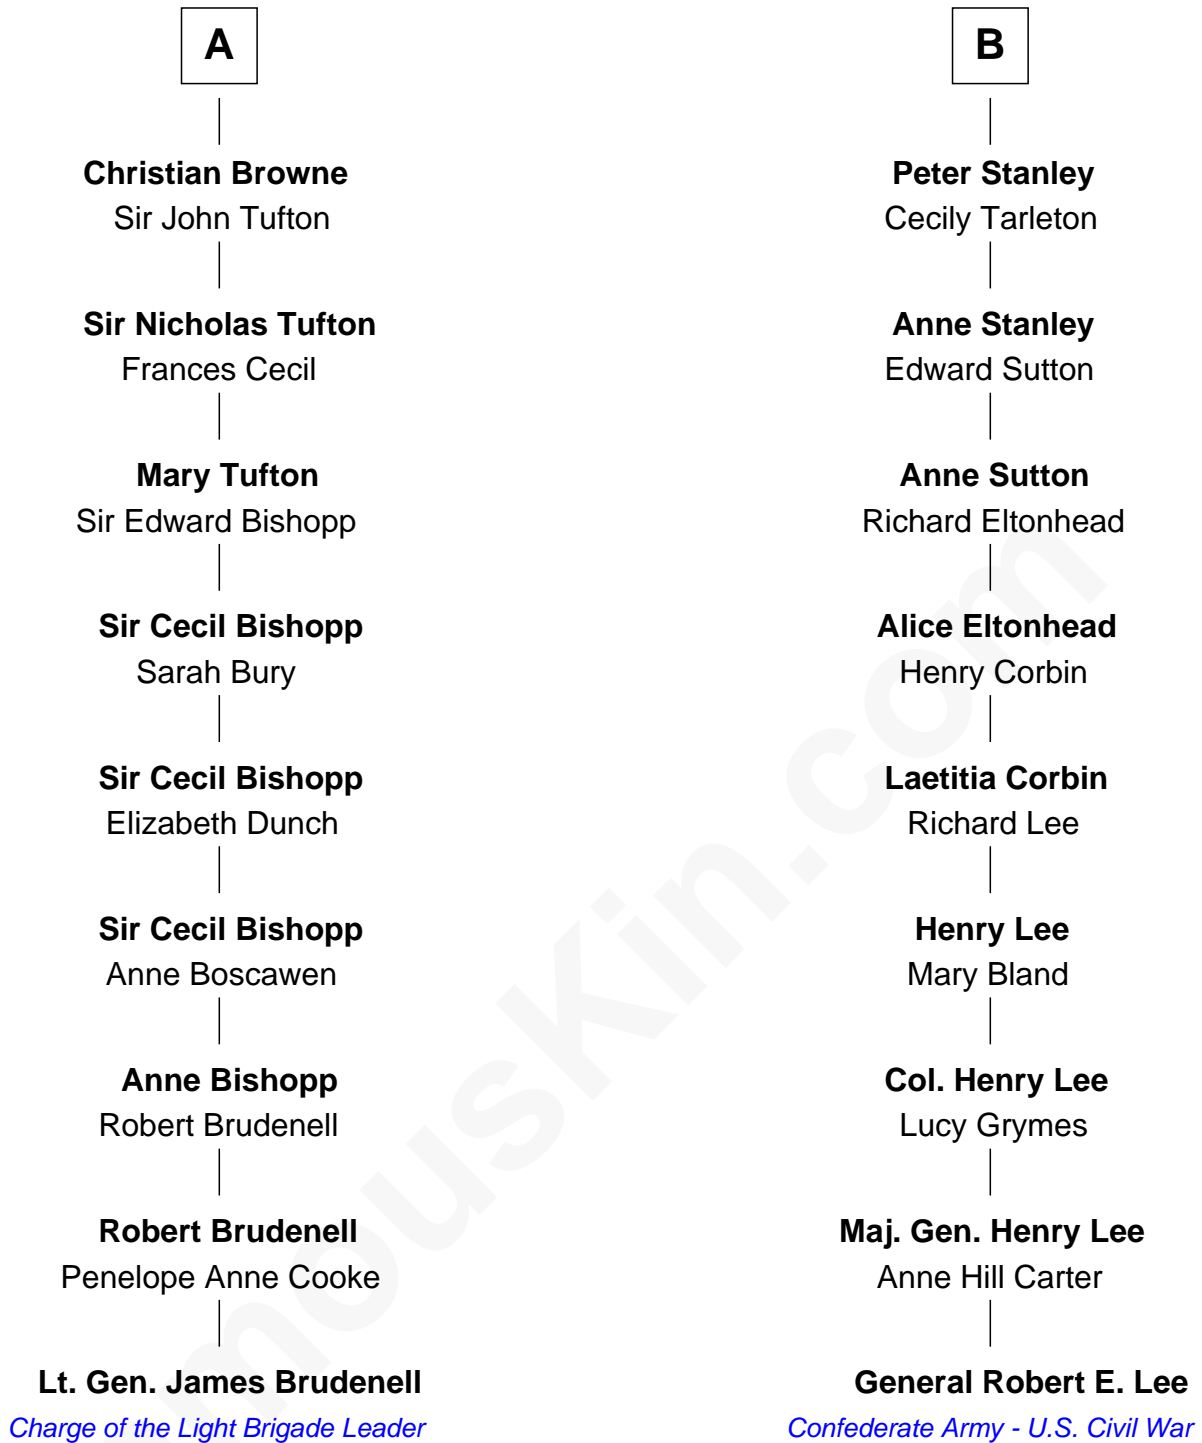 A
Christian Browne
Sir John Tufton
Sir Nicholas Tufton
Frances Cecil
Mary Tufton
Sir Edward Bishopp
Sir Cecil Bishopp
Sarah Bury
Sir Cecil Bishopp
Elizabeth Dunch
Sir Cecil Bishopp
Anne Boscawen
Anne Bishopp
Robert Brudenell
Robert Brudenell
Penelope Anne Cooke
Lt. Gen. James Brudenell
Charge of the Light Brigade Leader
B
Peter Stanley
Cecily Tarleton
Anne Stanley
Edward Sutton
Anne Sutton
Richard Eltonhead
Alice Eltonhead
Henry Corbin
Laetitia Corbin
Richard Lee
Henry Lee
Mary Bland
Col. Henry Lee
Lucy Grymes
Maj. Gen. Henry Lee
Anne Hill Carter
General Robert E. Lee
Confederate Army - U.S. Civil War
mousKin.com